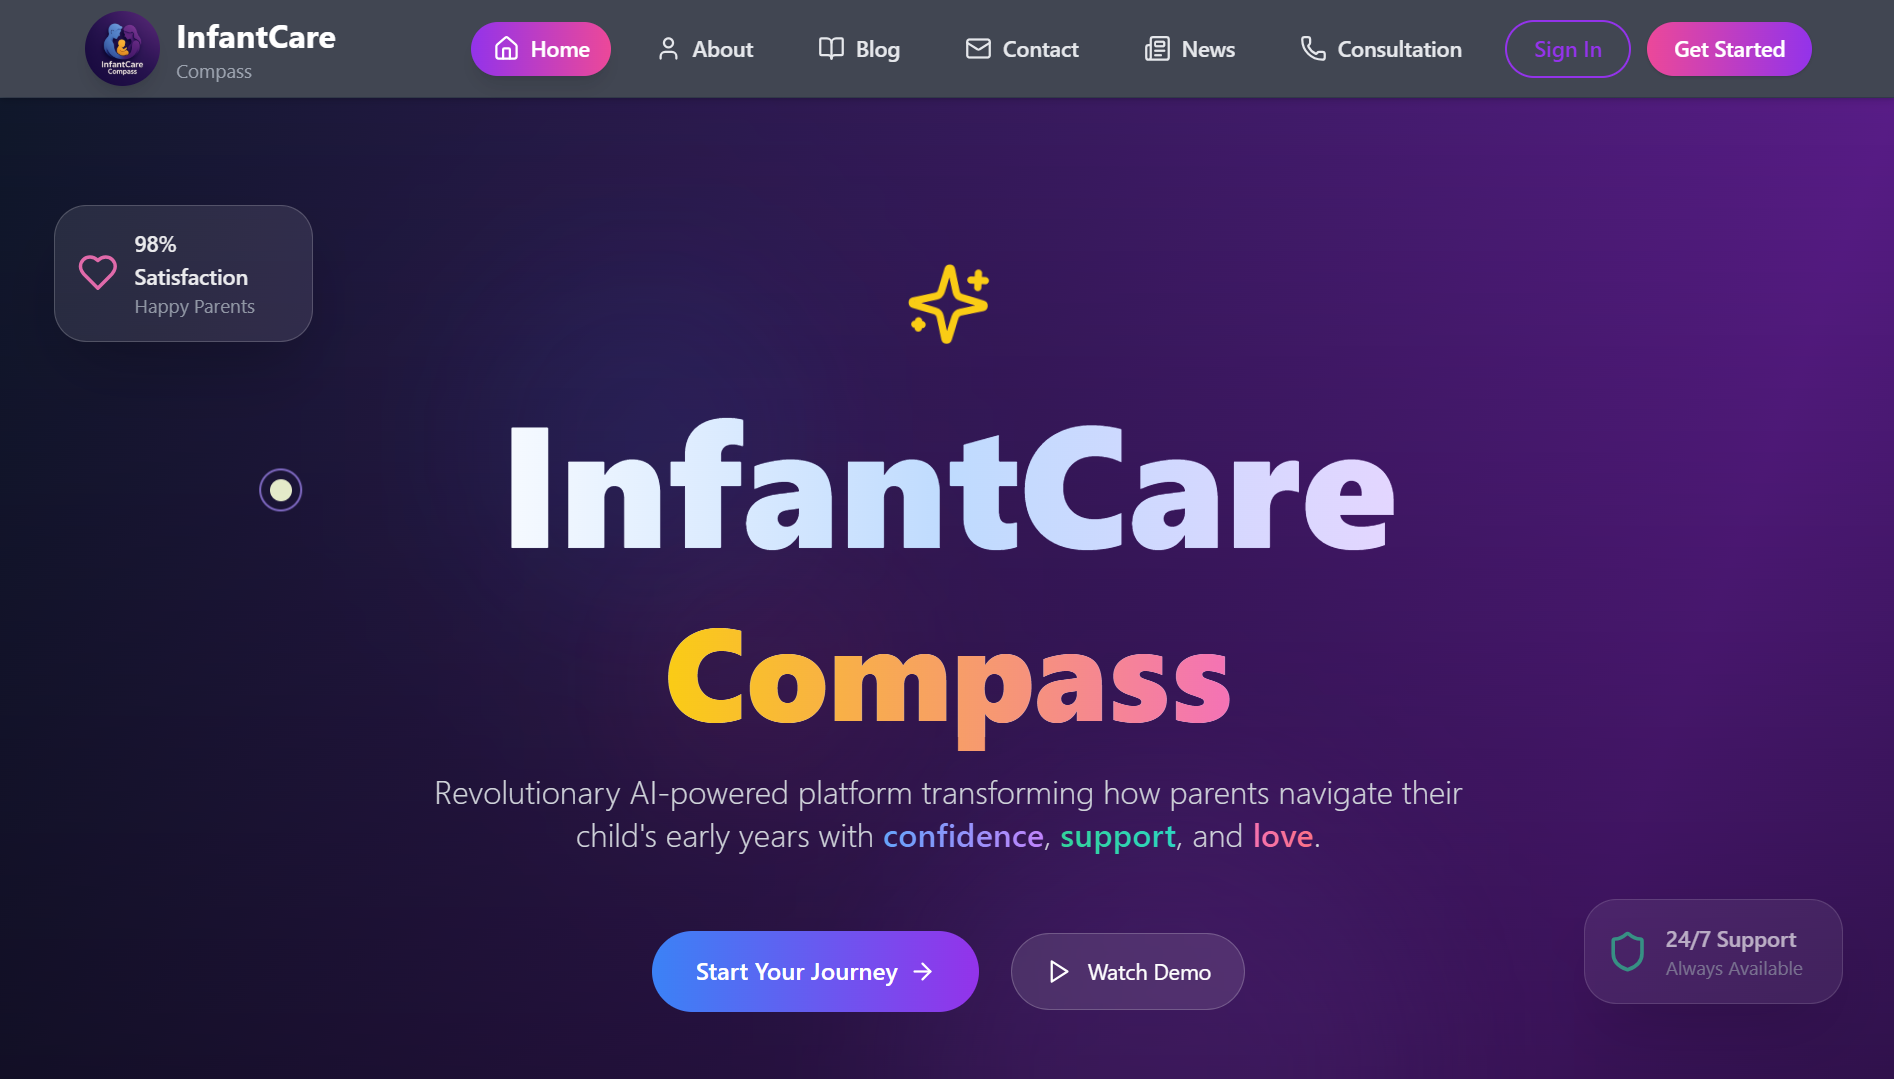 InfantCare
Compass
InfantCare
Compass
Home
About
Blog
Contact
News
Consultation
Sign In
Get Started
98%
Satisfaction
Happy Parents
InfantCare
Compass
Revolutionary AI-powered platform transforming how parents navigate their
child's early years with confidence, support, and love.
Start Your Journey
Watch Demo
24/7 Support
Always Available